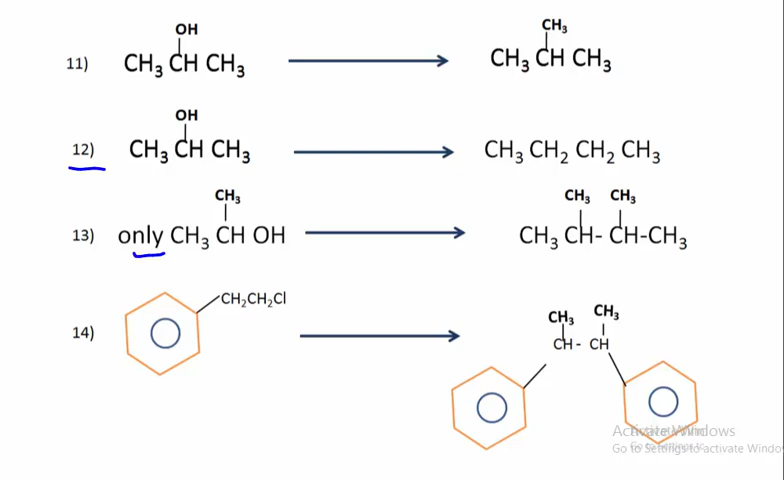 OH
CH3
11) CH3 CH CH3 CH3 CH CH3
OH
12) CH3 CH CH3 CH3 CH2 CH2 CH3
CH3 CH3 CH3
13) only CH3 CH OH CH3 CH- CH-CH3
CH2CH2Cl
14)
CH3 CH3
CH- CH
Activate Windows
Go to Settings to activate Windo